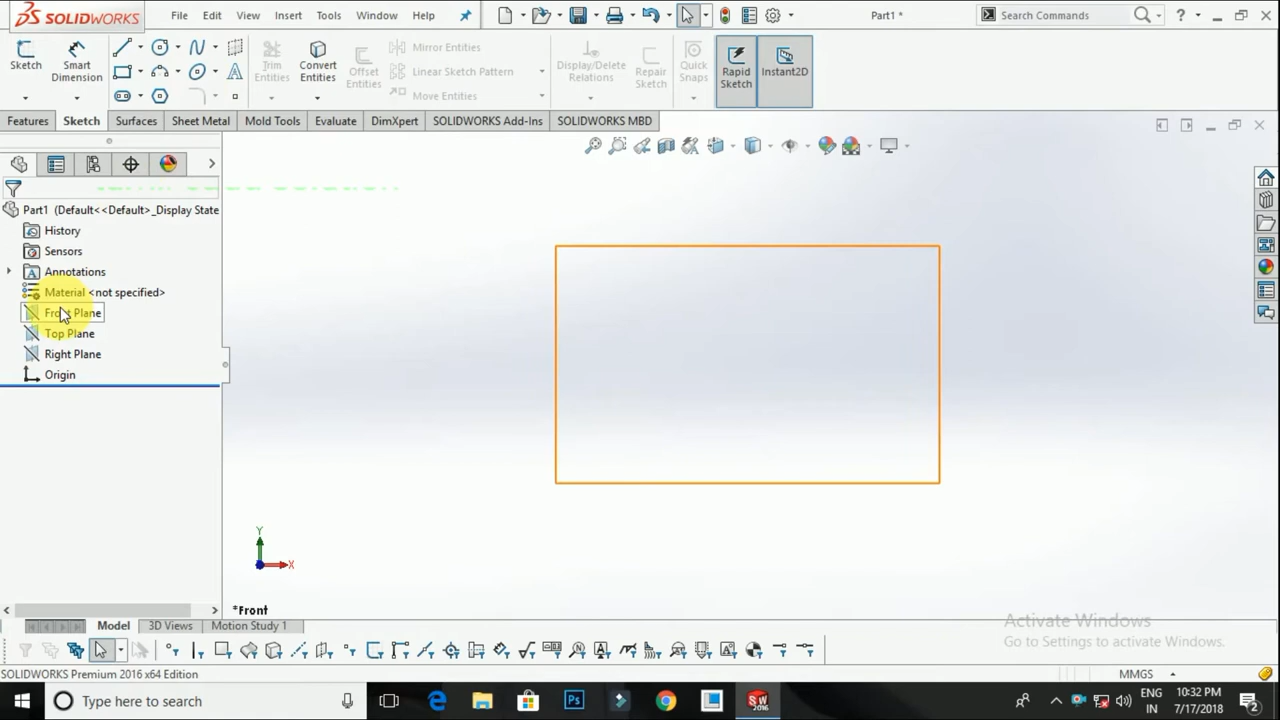 SOLIDWORKS
File Edit View Insert Tools Window Help
Part1 *
Search Commands
Sketch
Smart Dimension
Trim Entities
Convert Entities
Offset Entities
Mirror Entities
Linear Sketch Pattern
Move Entities
Display/Delete Relations
Repair Sketch
Quick Snaps
Rapid Sketch
Instant2D
Features Sketch Surfaces Sheet Metal Mold Tools Evaluate DimXpert SOLIDWORKS Add-Ins SOLIDWORKS MBD
Part1 (Default<<Default>_Display State
History
Sensors
Annotations
Material <not specified>
Front Plane
Top Plane
Right Plane
Origin
Y
X
*Front
Activate Windows
Go to Settings to activate Windows.
Model 3D Views Motion Study 1
SOLIDWORKS Premium 2016 x64 Edition
MMGS
Type here to search
ENG
IN
10:32 PM
7/17/2018